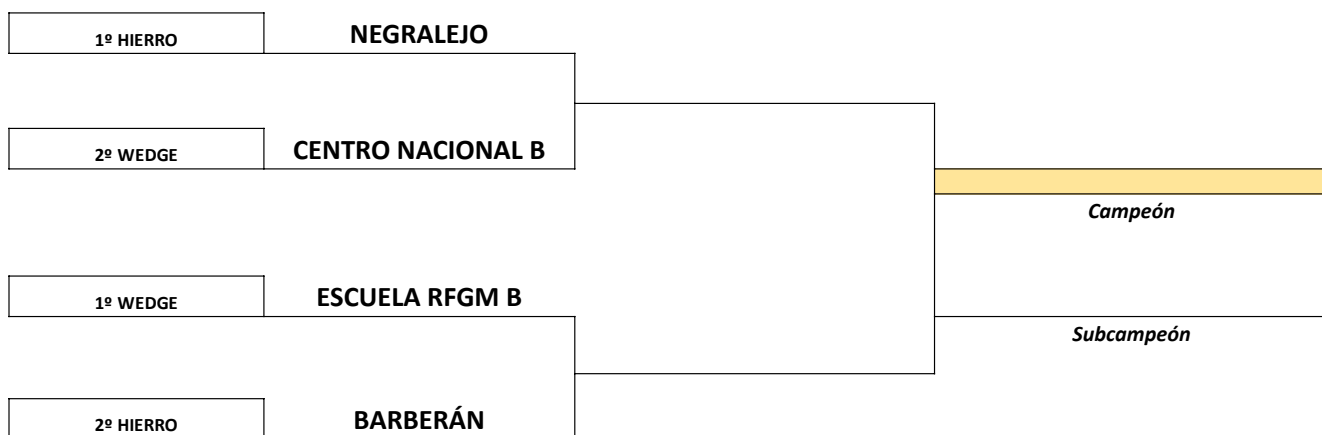 1º HIERRO NEGRALEJO
2º WEDGE CENTRO NACIONAL B
Campeón
1º WEDGE ESCUELA RFGM B
Subcampeón
2º HIERRO BARBERÁN